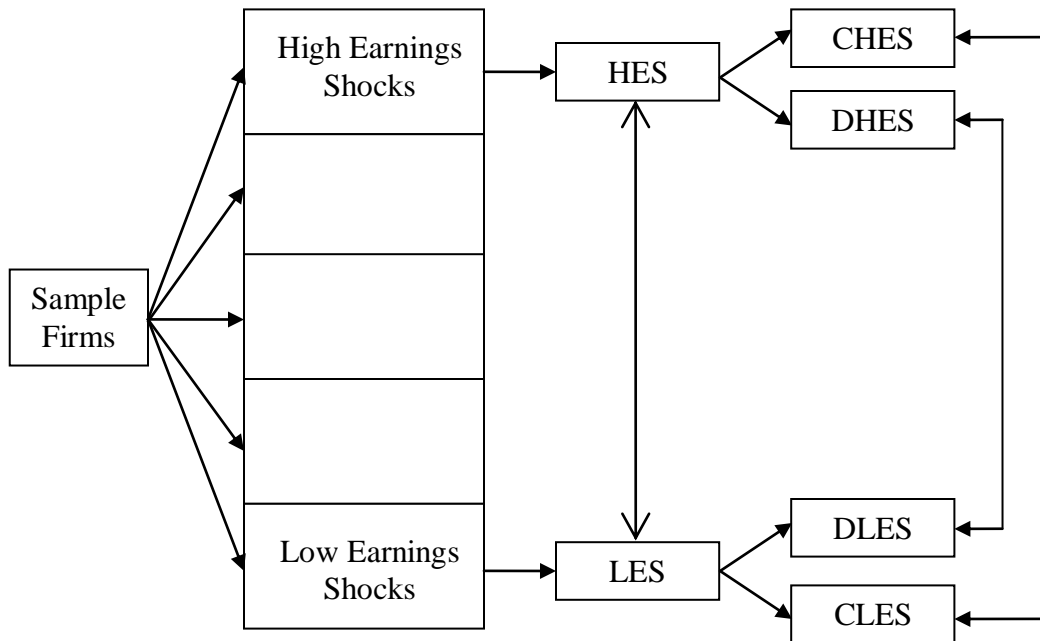 High Earnings
Shocks
HES
CHES
DHES
Sample
Firms
Low Earnings
Shocks
LES
DLES
CLES